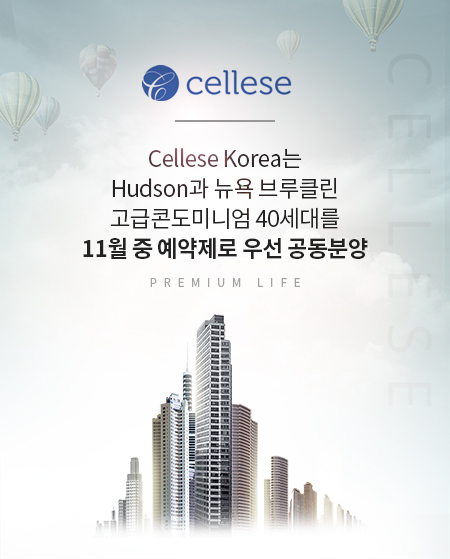 cellese
Cellese Korea는
Hudson과 뉴욕 브루클린
고급콘도미니엄 40세대를
11월 중 예약제로 우선 공동분양
PREMIUM LIFE
CELLESE